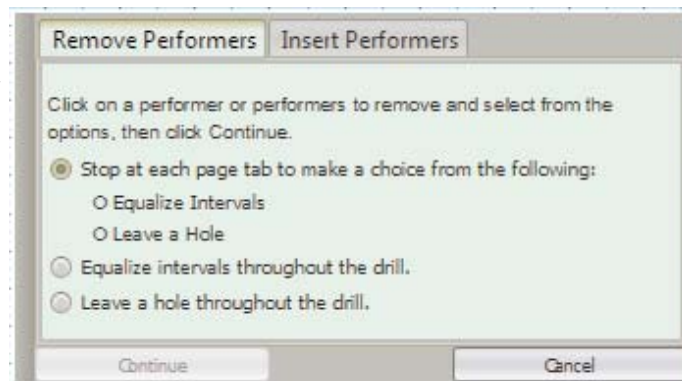 Remove Performers Insert Performers
Click on a performer or performers to remove and select from the
options, then click Continue.
Stop at each page tab to make a choice from the following:
O Equalize Intervals
O Leave a Hole
Equalize intervals throughout the drill.
Leave a hole throughout the drill.
Continue Cancel